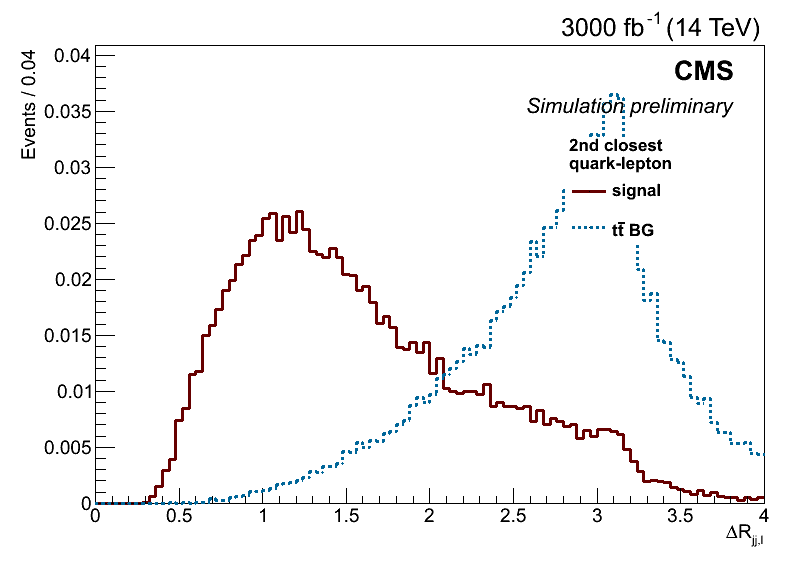 3000 fb⁻¹ (14 TeV)
Events / 0.04
CMS
Simulation preliminary
2nd closest
quark-lepton
signal
tt̄ BG
0.04
0.035
0.03
0.025
0.02
0.015
0.01
0.005
0
0 0.5 1 1.5 2 2.5 3 3.5 4
ΔR_jj,l